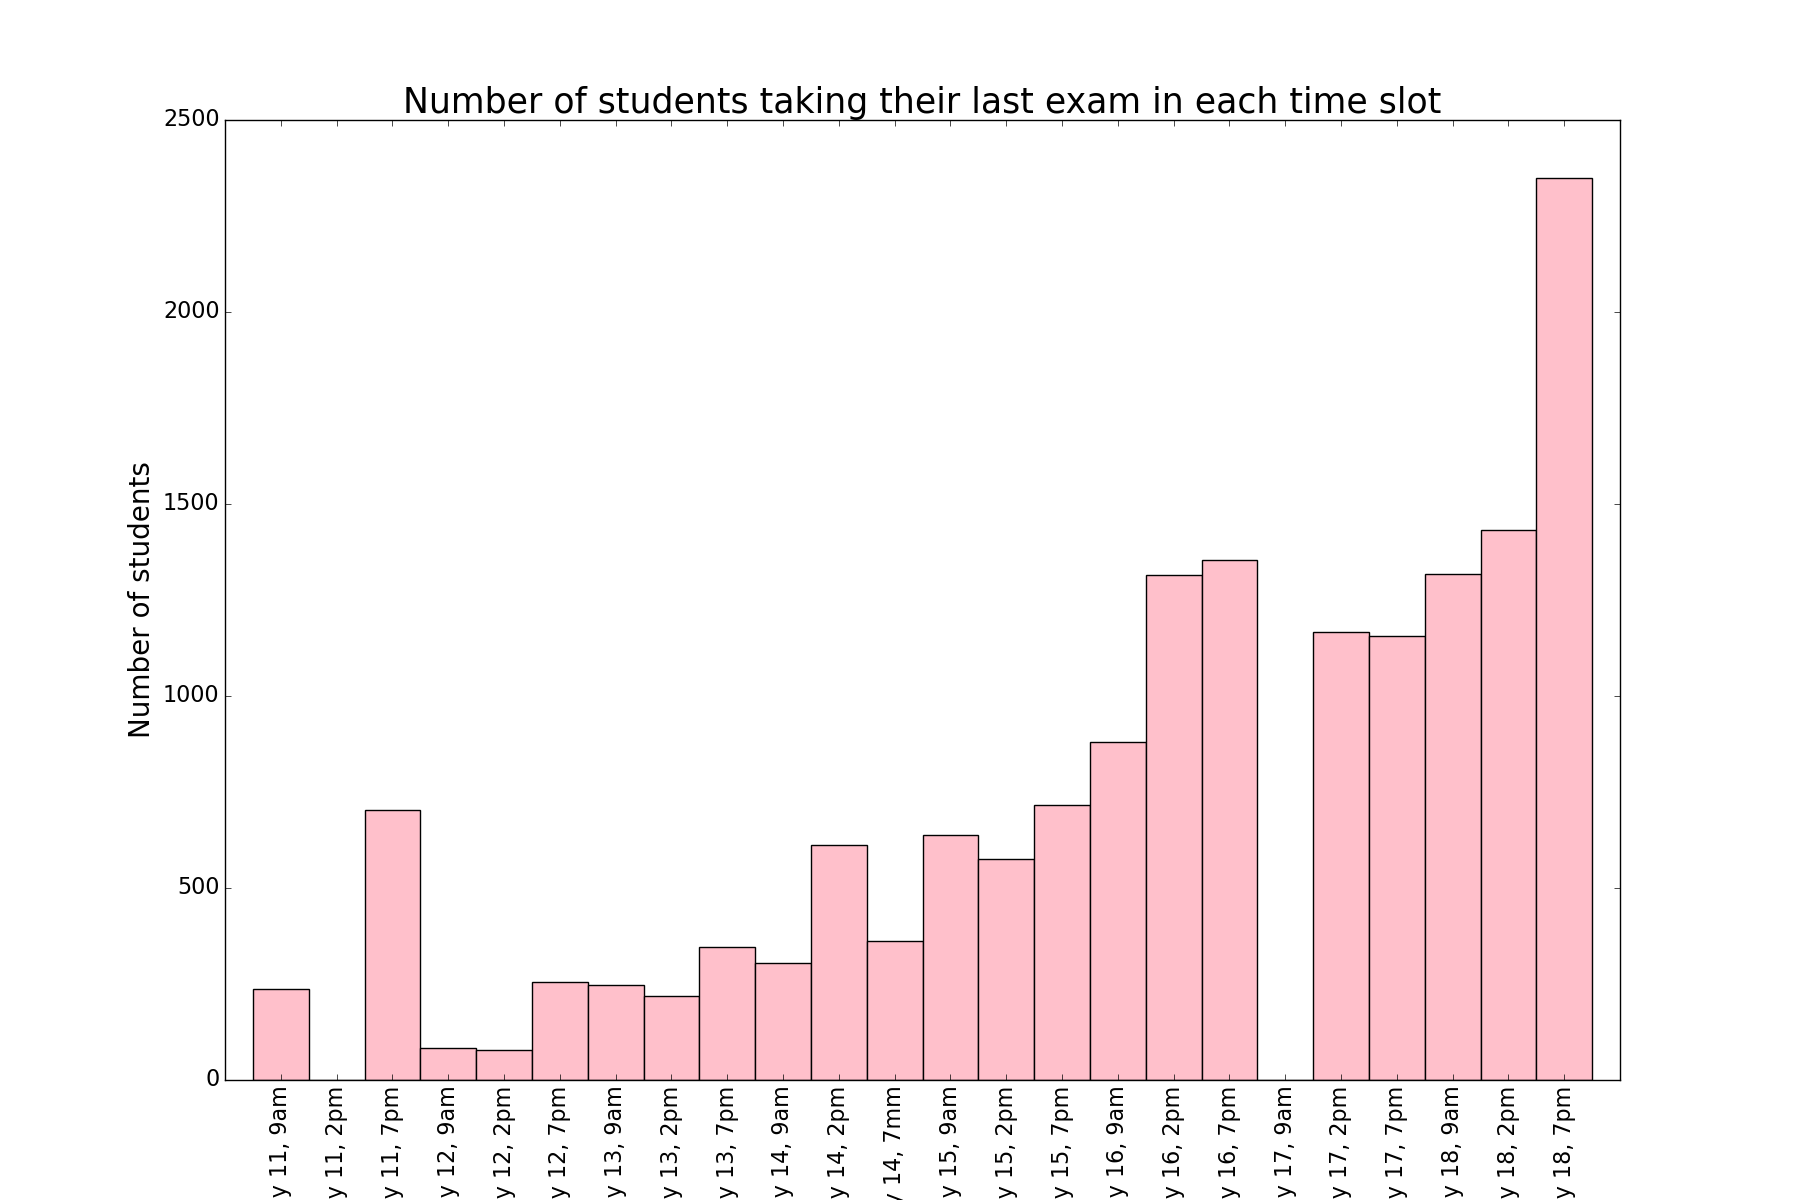 Number of students taking their last exam in each time slot
Number of students
2500
2000
1500
1000
500
0
y 11, 9am
y 11, 2pm
y 11, 7pm
y 12, 9am
y 12, 2pm
y 12, 7pm
y 13, 9am
y 13, 2pm
y 13, 7pm
y 14, 9am
y 14, 2pm
y 14, 7mm
y 15, 9am
y 15, 2pm
y 15, 7pm
y 16, 9am
y 16, 2pm
y 16, 7pm
y 17, 9am
y 17, 2pm
y 17, 7pm
y 18, 9am
y 18, 2pm
y 18, 7pm